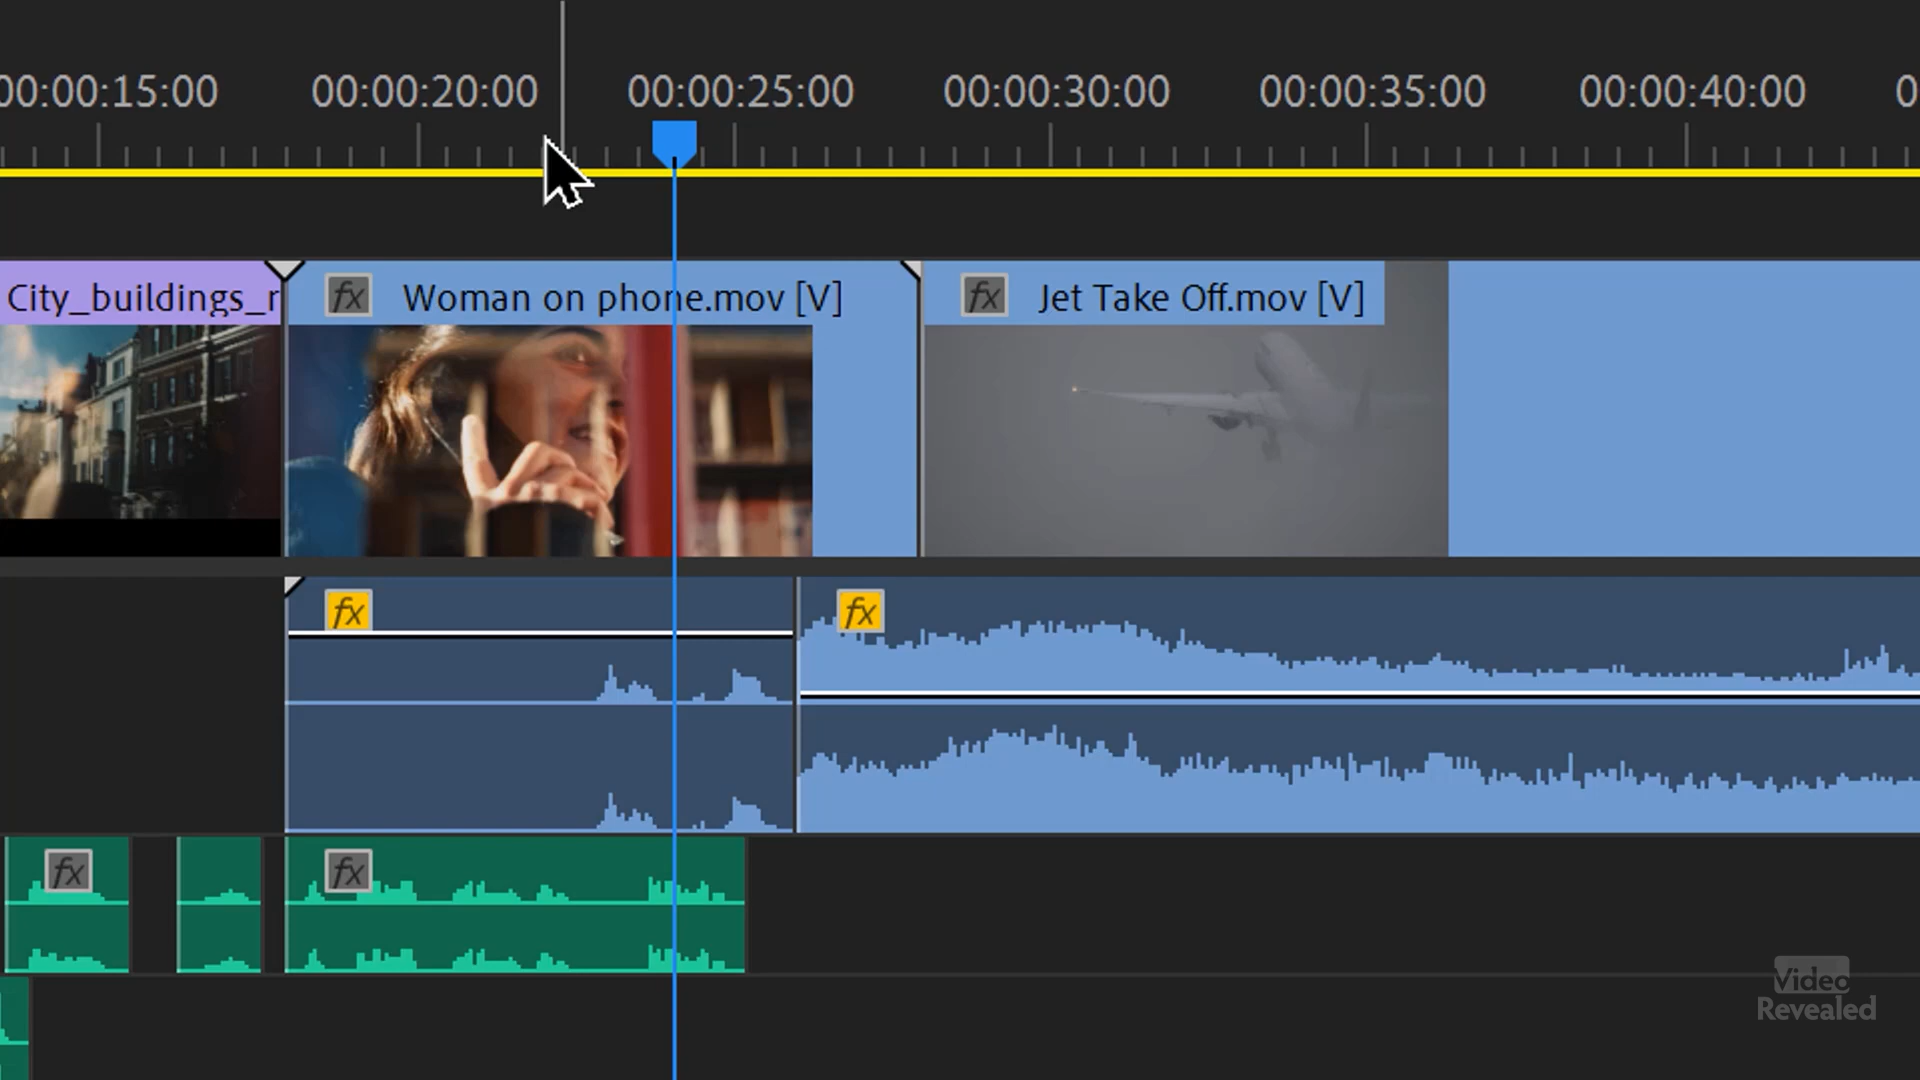 00:00:15:00 00:00:20:00 00:00:25:00 00:00:30:00 00:00:35:00 00:00:40:00 0
City_buildings_r fx Woman on phone.mov [V] fx Jet Take Off.mov [V]
fx fx
fx fx
Video
Revealed